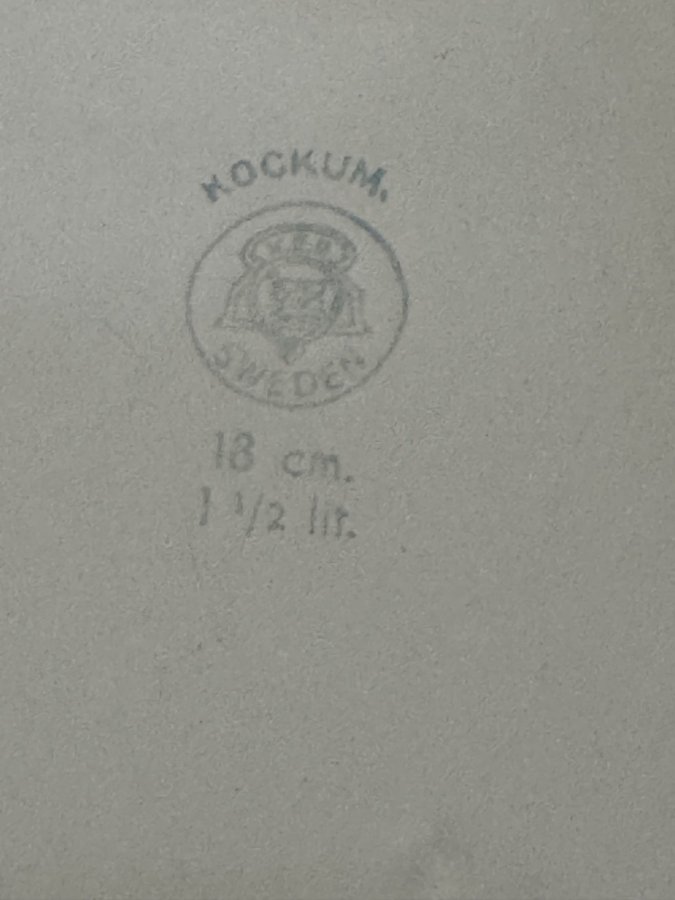 KOCKUM.
SWEDEN
18 cm.
1 1/2 lit.